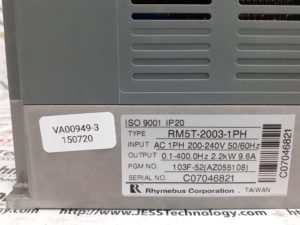 VA00949-3
150720
ISO 9001 IP20
TYPE RM5T-2003-1PH
INPUT AC 1PH 200-240V 50/60Hz
OUTPUT 0.1-400.0Hz 2.2kW 9.6A
PGM NO. 103F-52(AZ055108)
SERIAL NO. C07046821
Rhymebus Corporation. TAIWAN
C07046821
https://www.JESSTechnology.com